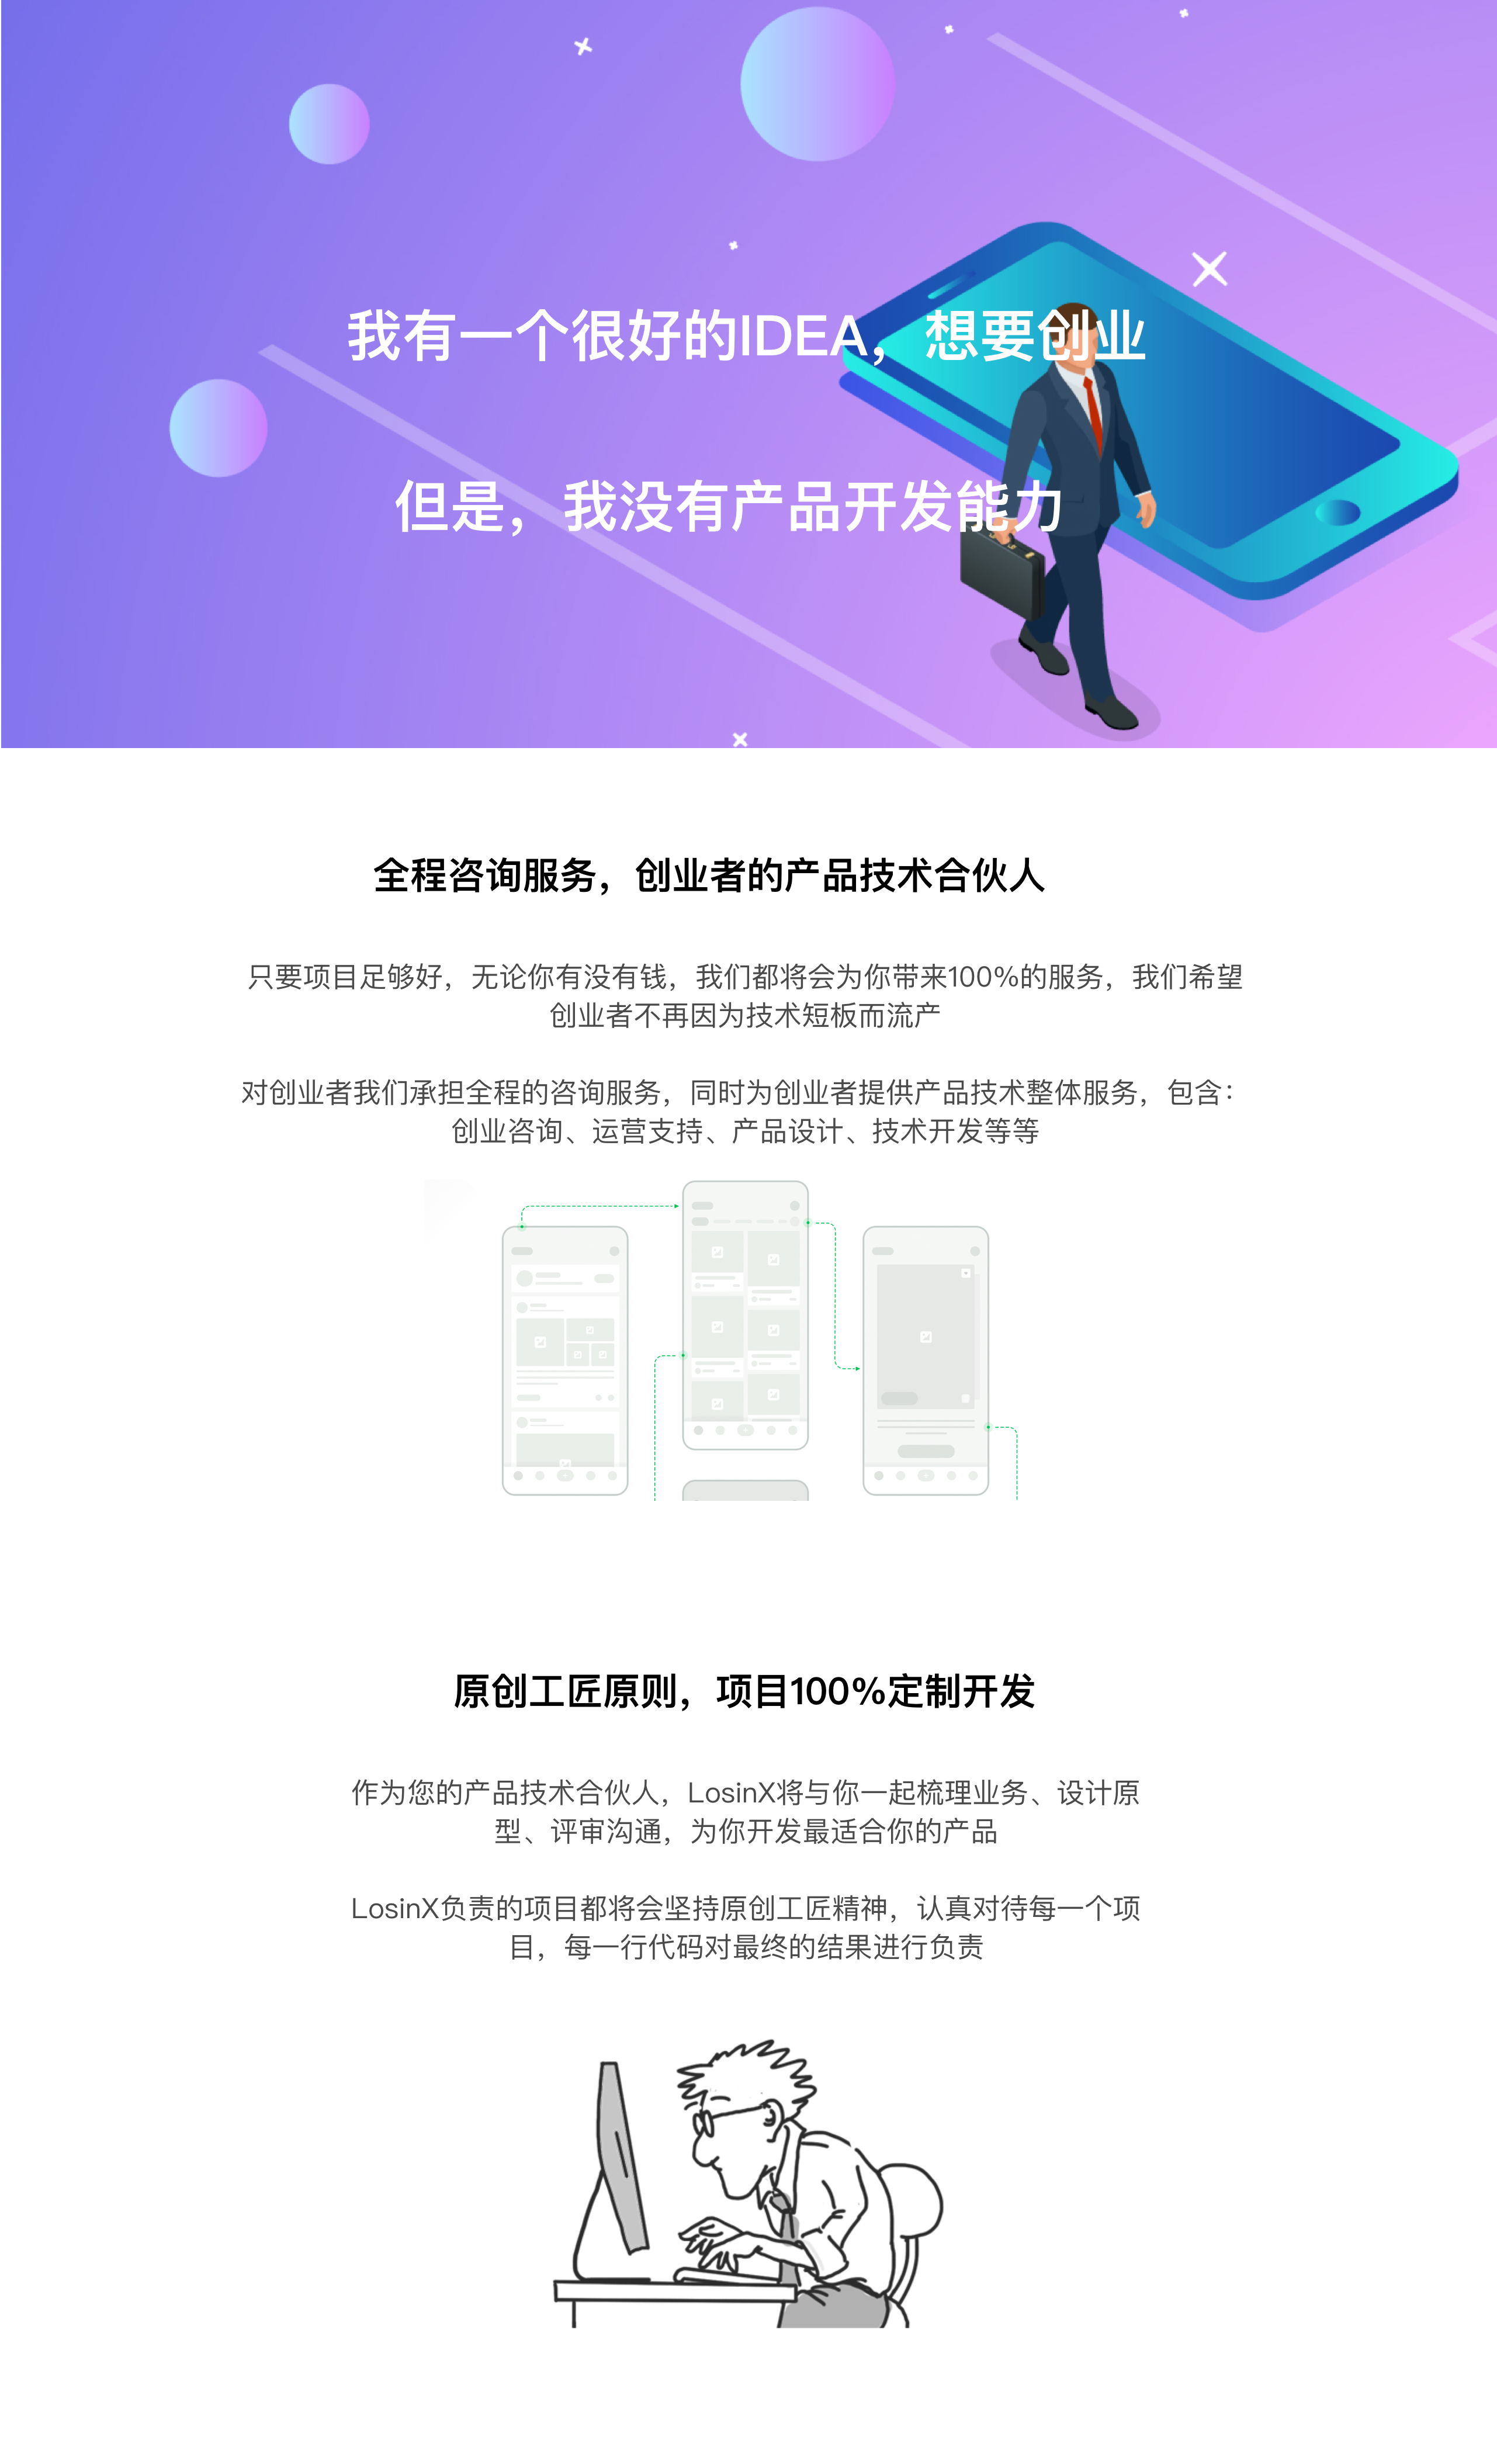 我有一个很好的IDEA，想要创业
但是，我没有产品开发能力
全程咨询服务，创业者的产品技术合伙人
只要项目足够好，无论你有没有钱，我们都将会为你带来100%的服务，我们希望
创业者不再因为技术短板而流产
对创业者我们承担全程的咨询服务，同时为创业者提供产品技术整体服务，包含：
创业咨询、运营支持、产品设计、技术开发等等
原创工匠原则，项目100%定制开发
作为您的产品技术合伙人，LosinX将与你一起梳理业务、设计原
型、评审沟通，为你开发最适合你的产品
LosinX负责的项目都将会坚持原创工匠精神，认真对待每一个项
目，每一行代码对最终的结果进行负责